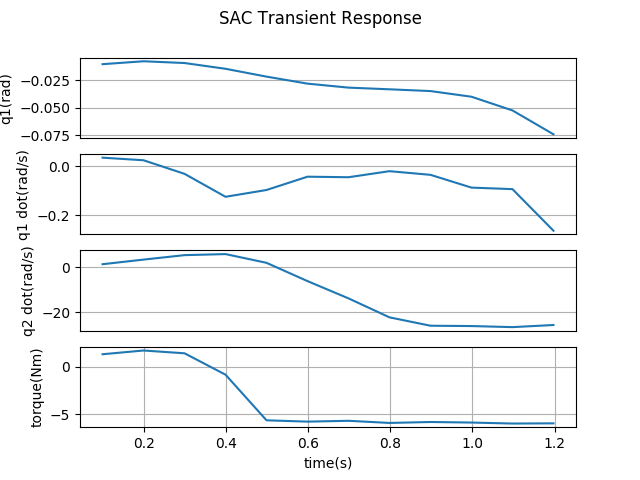 SAC Transient Response
q1(rad)
−0.025
−0.050
−0.075
q1 dot(rad/s)
0.0
−0.2
q2 dot(rad/s)
0
−20
torque(Nm)
0
−5
0.2 0.4 0.6 0.8 1.0 1.2
time(s)